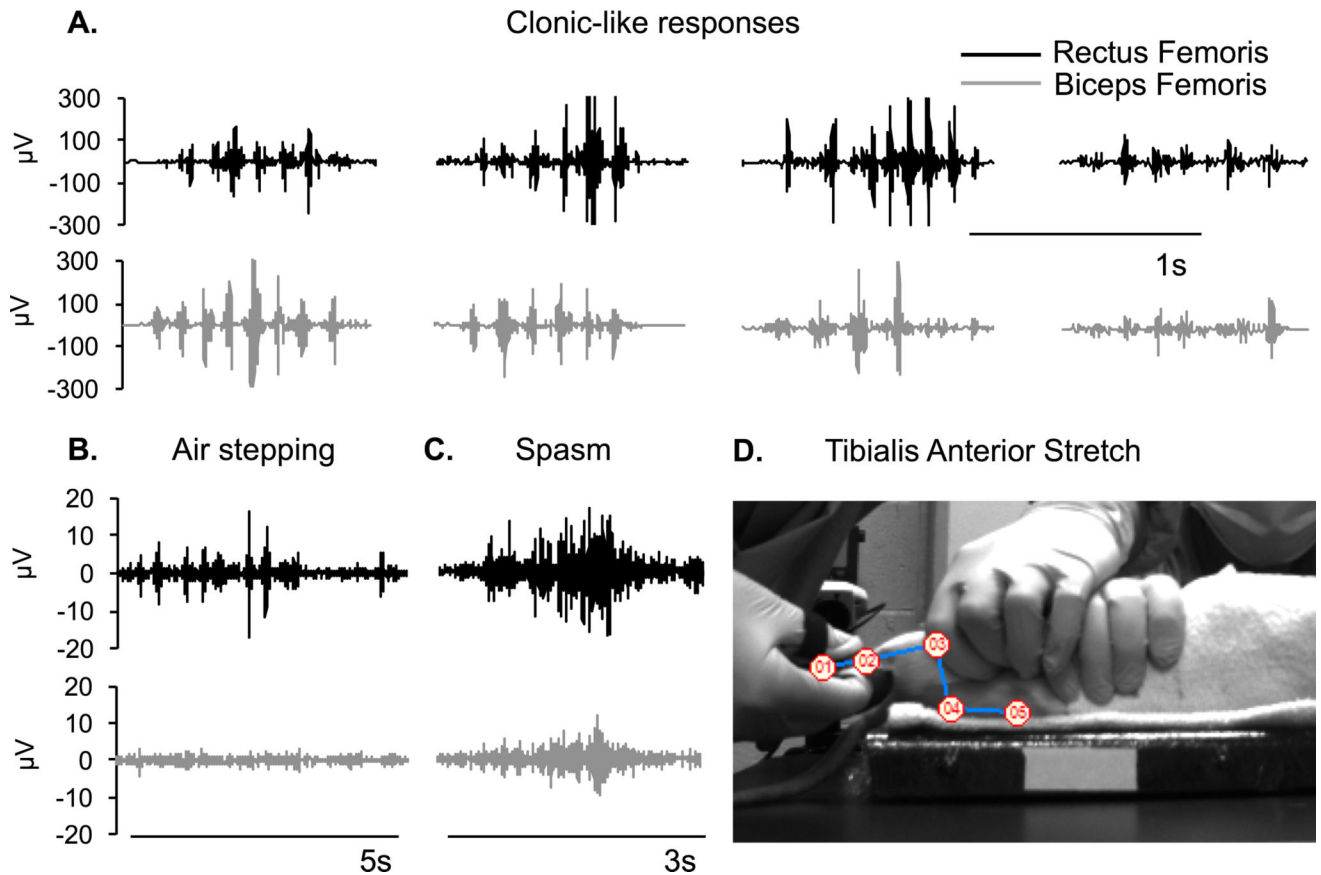 A. Clonic-like responses
Rectus Femoris
Biceps Femoris
300
100
-100
-300
µV
1s
300
100
-100
-300
µV
B. Air stepping
C. Spasm
D. Tibialis Anterior Stretch
20
10
0
-10
-20
µV
20
10
0
-10
-20
µV
5s
3s
01 02 03
04 05